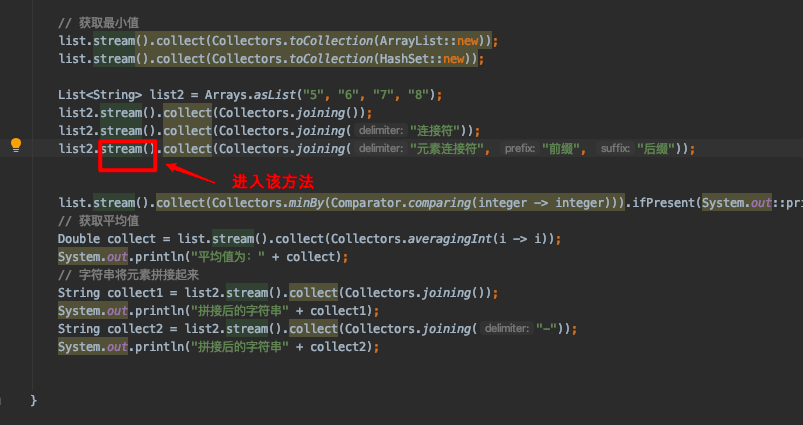 // 获取最小值
list.stream().collect(Collectors.toCollection(ArrayList::new));
list.stream().collect(Collectors.toCollection(HashSet::new));
List<String> list2 = Arrays.asList("5", "6", "7", "8");
list2.stream().collect(Collectors.joining());
list2.stream().collect(Collectors.joining( delimiter: "连接符"));
list2.stream().collect(Collectors.joining( delimiter: "元素连接符", prefix: "前缀", suffix: "后缀"));
进入该方法
list.stream().collect(Collectors.minBy(Comparator.comparing(integer -> integer))).ifPresent(System.out::pri
// 获取平均值
Double collect = list.stream().collect(Collectors.averagingInt(i -> i));
System.out.println("平均值为：" + collect);
// 字符串将元素拼接起来
String collect1 = list2.stream().collect(Collectors.joining());
System.out.println("拼接后的字符串" + collect1);
String collect2 = list2.stream().collect(Collectors.joining( delimiter: "-"));
System.out.println("拼接后的字符串" + collect2);
}